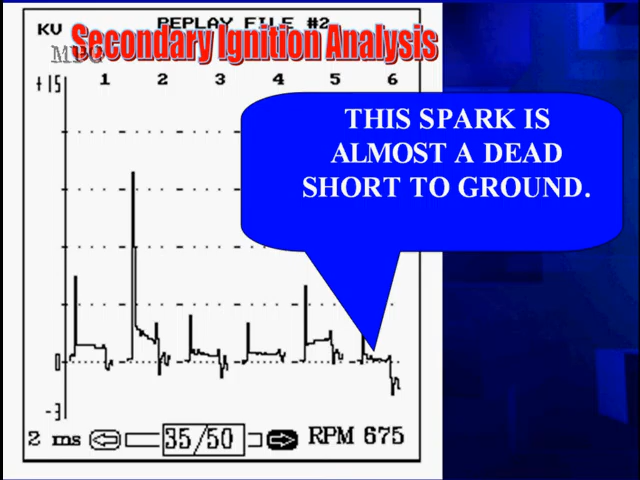 REPLAY FILE #2
KV
Secondary Ignition Analysis
+15 1 2 3 4 5 6
THIS SPARK IS
ALMOST A DEAD
SHORT TO GROUND.
0
-3
2 ms 35/50 RPM 675